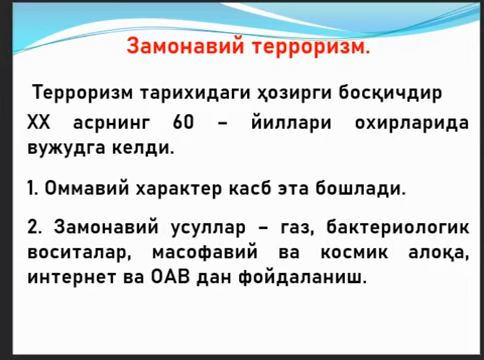 Замонавий терроризм.
Терроризм тарихидаги ҳозирги босқичдир
ХХ асрнинг 60 – йиллари охирларида
вужудга келди.
1. Оммавий характер касб эта бошлади.
2. Замонавий усуллар – газ, бактериологик
воситалар, масофавий ва космик алоқа,
интернет ва ОАВ дан фойдаланиш.